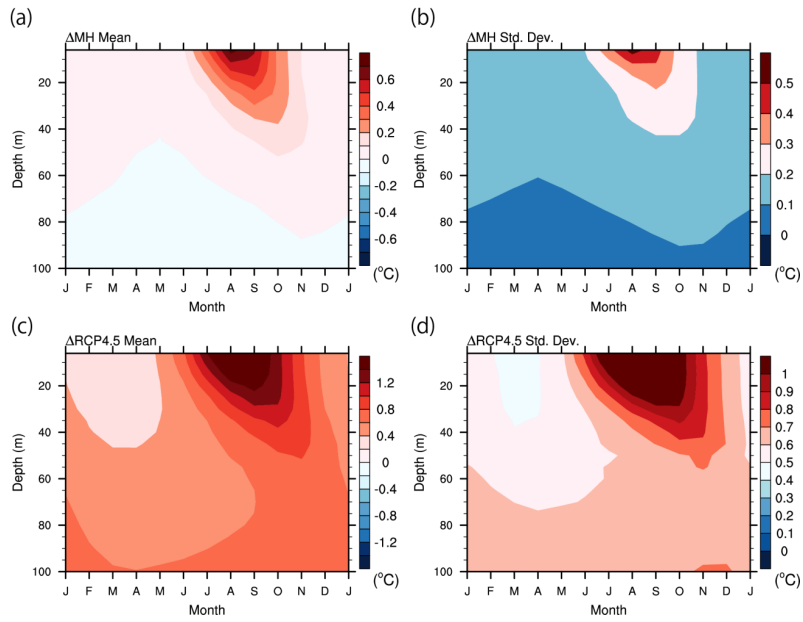 (a)
ΔMH Mean
Depth (m)
20
40
60
80
100
J F M A M J J A S O N D J
Month
0.6
0.4
0.2
0
-0.2
-0.4
-0.6
(°C)
(b)
ΔMH Std. Dev.
Depth (m)
20
40
60
80
100
J F M A M J J A S O N D J
Month
0.5
0.4
0.3
0.2
0.1
0
(°C)
(c)
ΔRCP4.5 Mean
Depth (m)
20
40
60
80
100
J F M A M J J A S O N D J
Month
1.2
0.8
0.4
0
-0.4
-0.8
-1.2
(°C)
(d)
ΔRCP4.5 Std. Dev.
Depth (m)
20
40
60
80
100
J F M A M J J A S O N D J
Month
1
0.9
0.8
0.7
0.6
0.5
0.4
0.3
0.2
0.1
0
(°C)